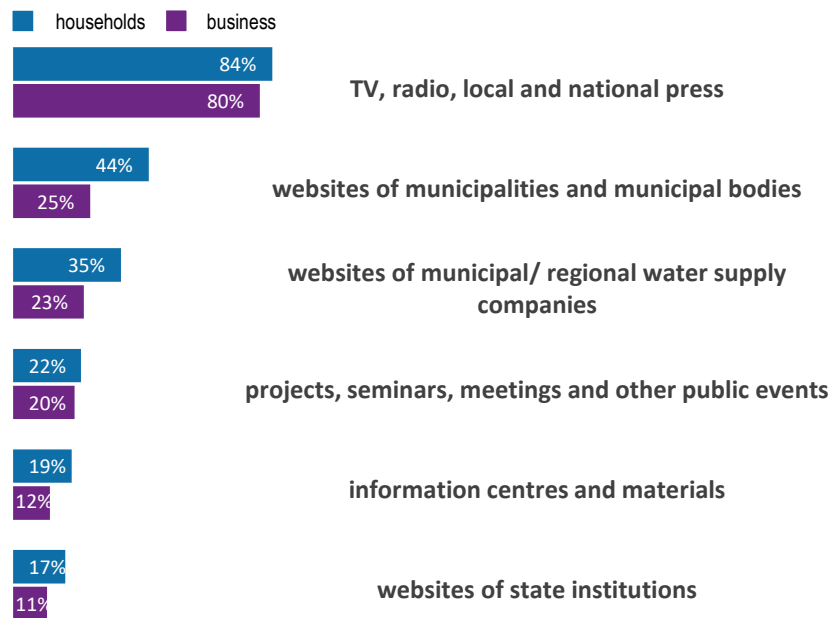 households business
84%
80%
TV, radio, local and national press
44%
25%
websites of municipalities and municipal bodies
35%
23%
websites of municipal/ regional water supply
companies
22%
20%
projects, seminars, meetings and other public events
19%
12%
information centres and materials
17%
11%
websites of state institutions